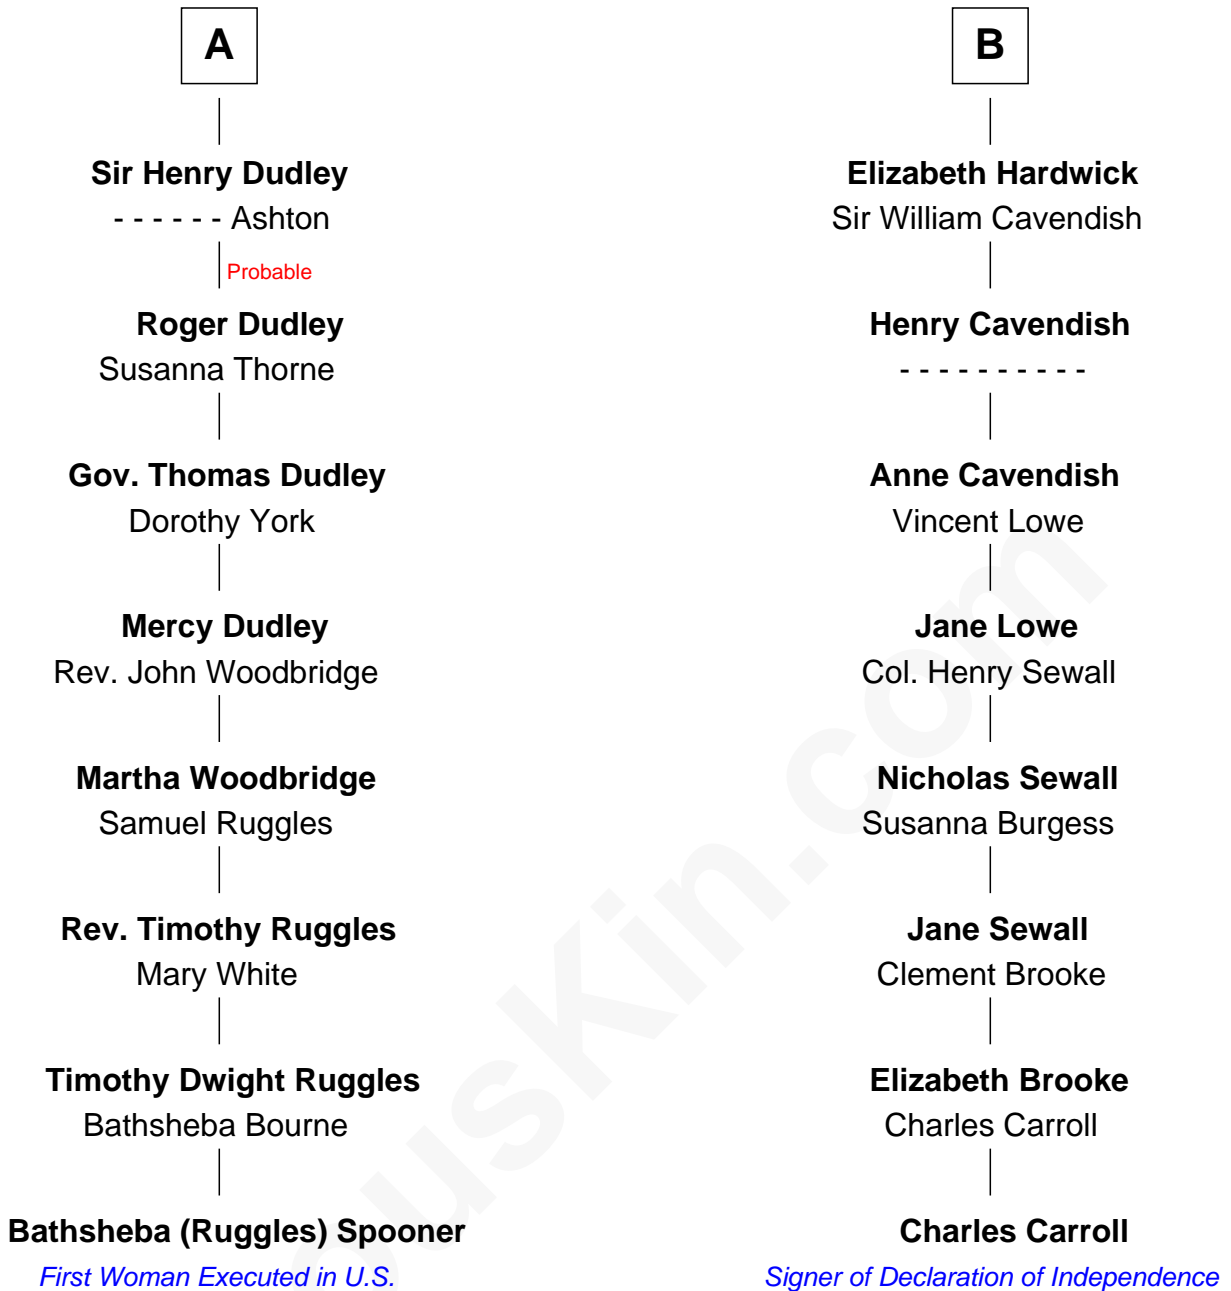 A
Sir Henry Dudley
- - - - - - Ashton
Probable
Roger Dudley
Susanna Thorne
Gov. Thomas Dudley
Dorothy York
Mercy Dudley
Rev. John Woodbridge
Martha Woodbridge
Samuel Ruggles
Rev. Timothy Ruggles
Mary White
Timothy Dwight Ruggles
Bathsheba Bourne
Bathsheba (Ruggles) Spooner
First Woman Executed in U.S.
B
Elizabeth Hardwick
Sir William Cavendish
Henry Cavendish
- - - - - - - - - -
Anne Cavendish
Vincent Lowe
Jane Lowe
Col. Henry Sewall
Nicholas Sewall
Susanna Burgess
Jane Sewall
Clement Brooke
Elizabeth Brooke
Charles Carroll
Charles Carroll
Signer of Declaration of Independence
ousKin.com